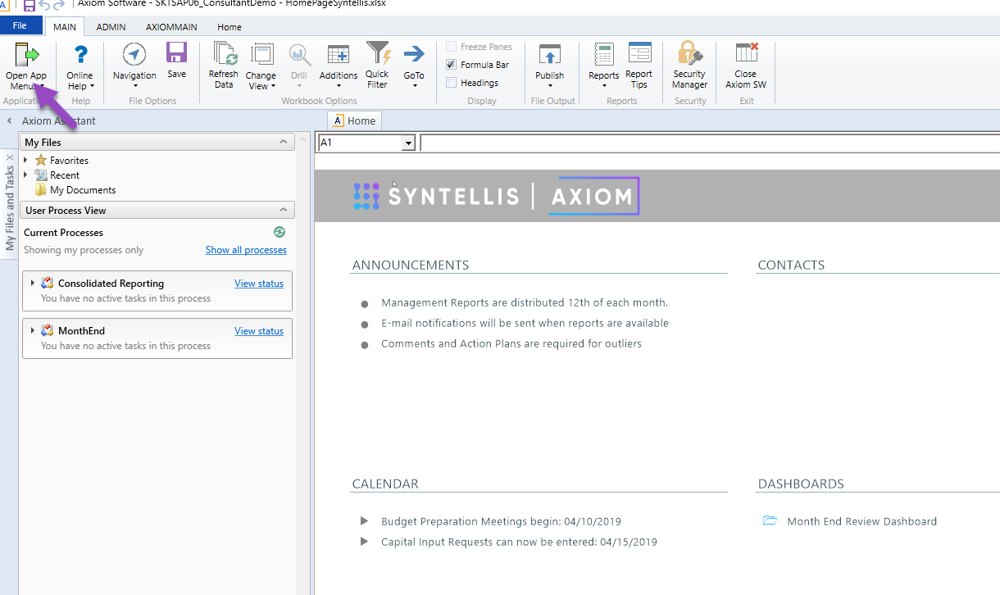 Axiom Software - SKTSAP06_ConsultantDemo - HomePageSyntellis.xlsx
File MAIN ADMIN AXIOMMAIN Home
Open App Menus
Online Help
Navigation
Save
Refresh Data
Change View
Drill
Additions
Quick Filter
GoTo
Freeze Panes
Formula Bar
Headings
Publish
Reports
Report Tips
Security Manager
Close Axiom SW
Help File Options Workbook Options Display File Output Reports Security Exit
Axiom
Home
My Files
A1
Favorites
Recent
My Documents
My Files and Tasks
SYNTELLIS | AXIOM
User Process View
Current Processes
Showing my processes only Show all processes
Consolidated Reporting View status
You have no active tasks in this process
MonthEnd View status
You have no active tasks in this process
ANNOUNCEMENTS
Management Reports are distributed 12th of each month.
E-mail notifications will be sent when reports are available
Comments and Action Plans are required for outliers
CONTACTS
CALENDAR
Budget Preparation Meetings begin: 04/10/2019
Capital Input Requests can now be entered: 04/15/2019
DASHBOARDS
Month End Review Dashboard